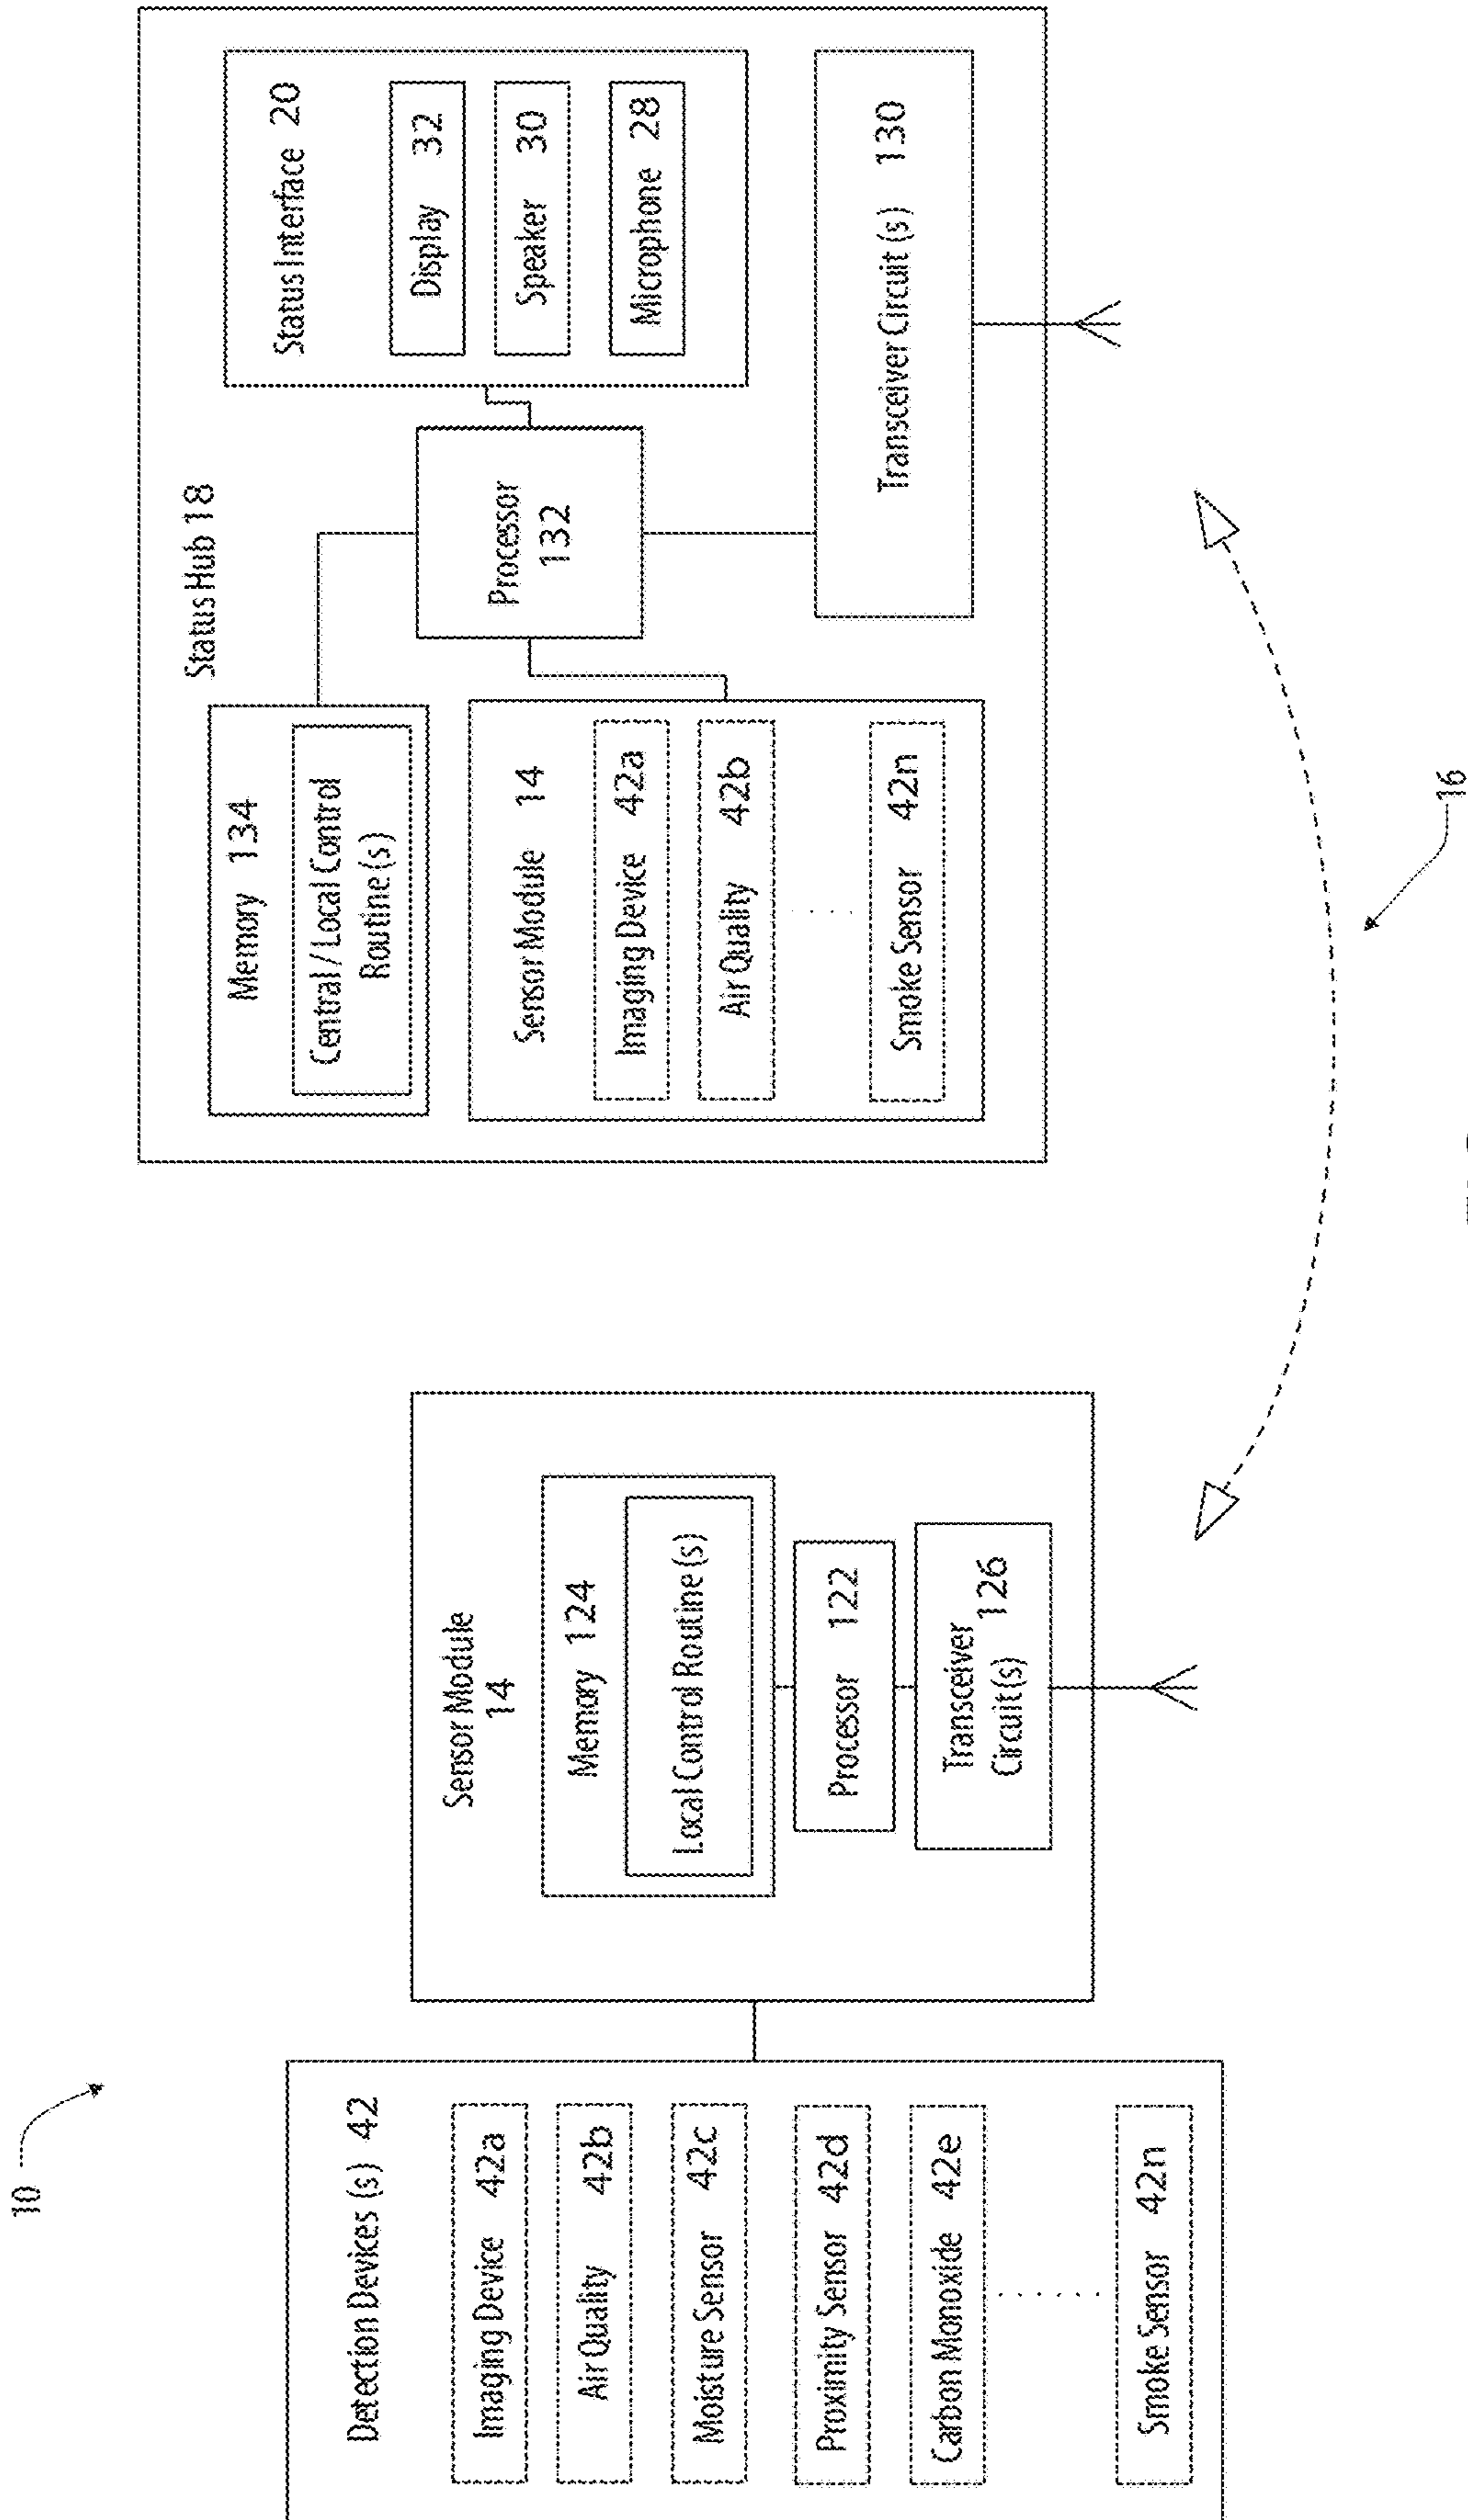 10
Detection Devices (s) 42
Imaging Device 42a
Air Quality 42b
Moisture Sensor 42c
Proximity Sensor 42d
Carbon Monoxide 42e
. . . . . .
Smoke Sensor 42n
Sensor Module
14
Memory 124
Local Control Routine(s)
Processor 122
Transceiver
Circuit(s) 126
Status Hub 18
Memory 134
Central / Local Control
Routine(s)
Sensor Module 14
Imaging Device 42a
Air Quality 42b
. . . .
Smoke Sensor 42n
Processor
132
Status Interface 20
Display 32
Speaker 30
Microphone 28
Transceiver Circuit (s) 130
16